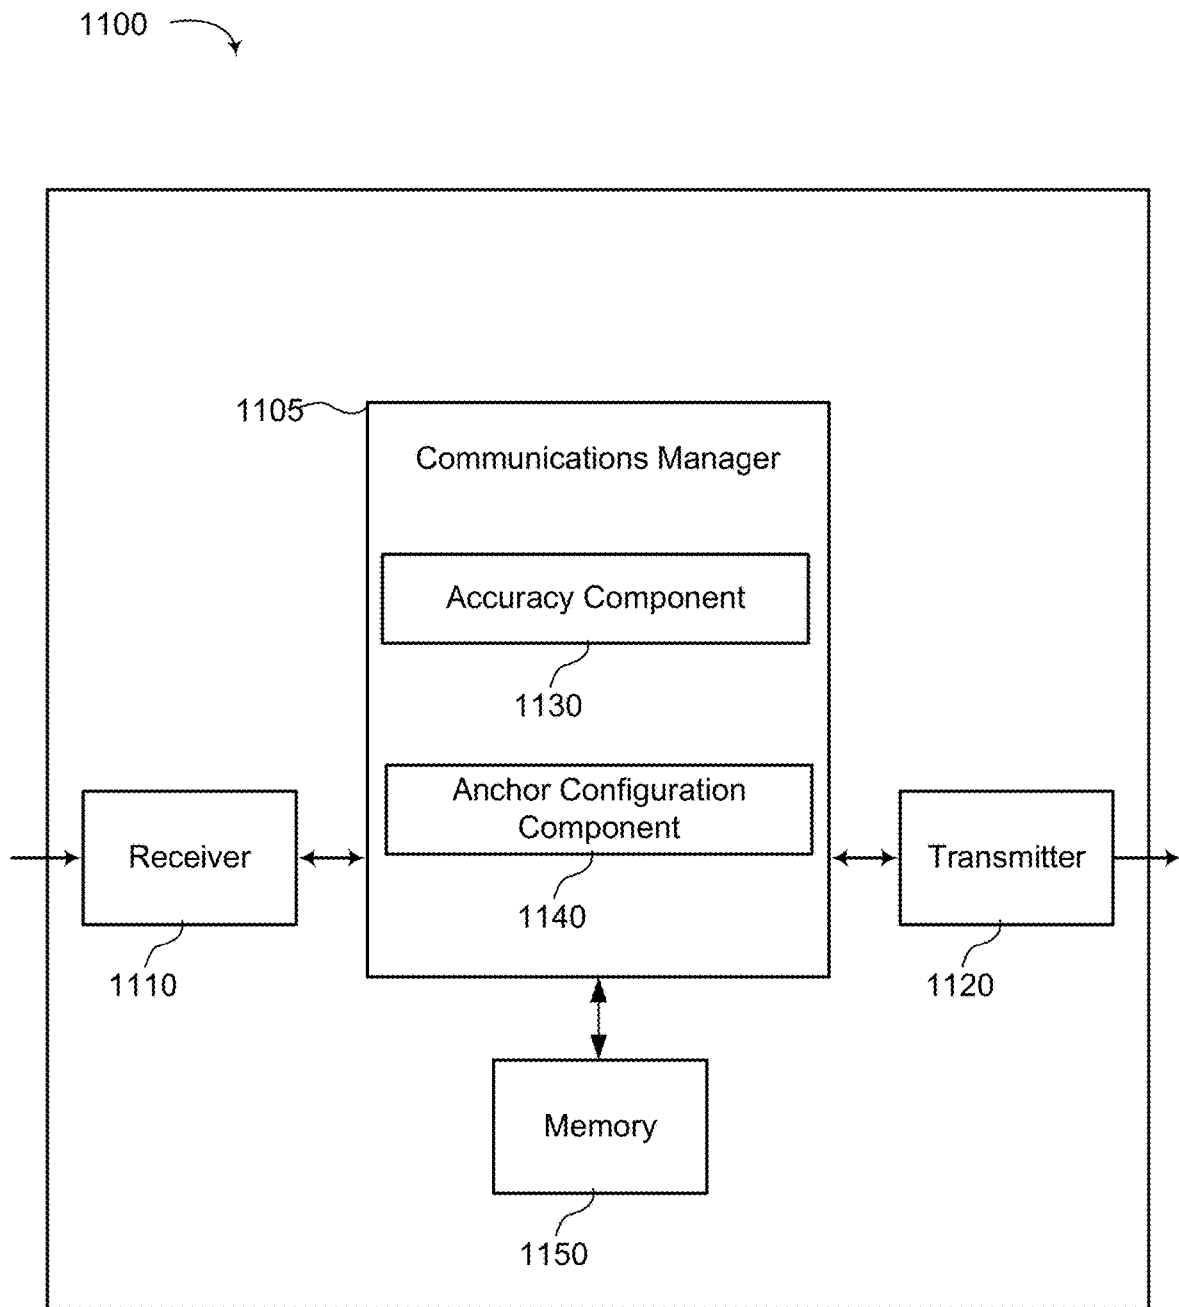 1100
1105
Communications Manager
Accuracy Component
1130
Anchor Configuration
Component
1140
Receiver
1110
Transmitter
1120
Memory
1150